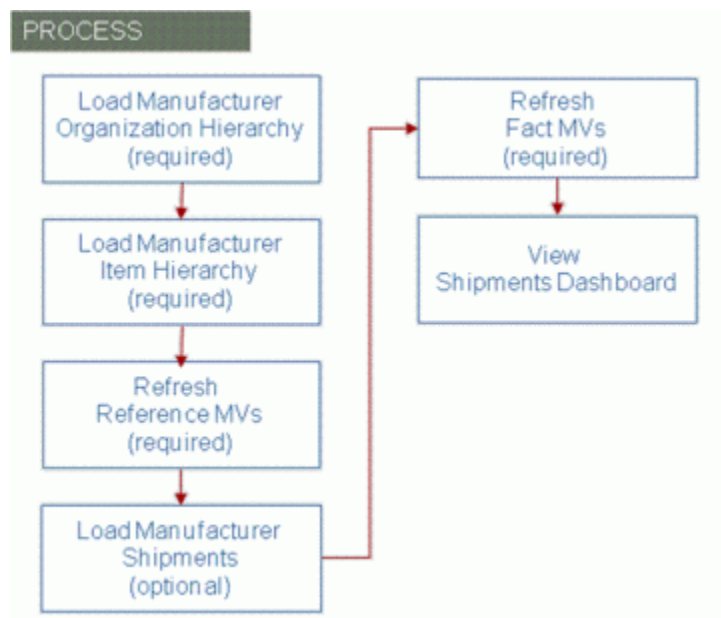 PROCESS
Load Manufacturer
Organization Hierarchy
(required)
Load Manufacturer
Item Hierarchy
(required)
Refresh
Reference MVs
(required)
Load Manufacturer
Shipments
(optional)
Refresh
Fact MVs
(required)
View
Shipments Dashboard